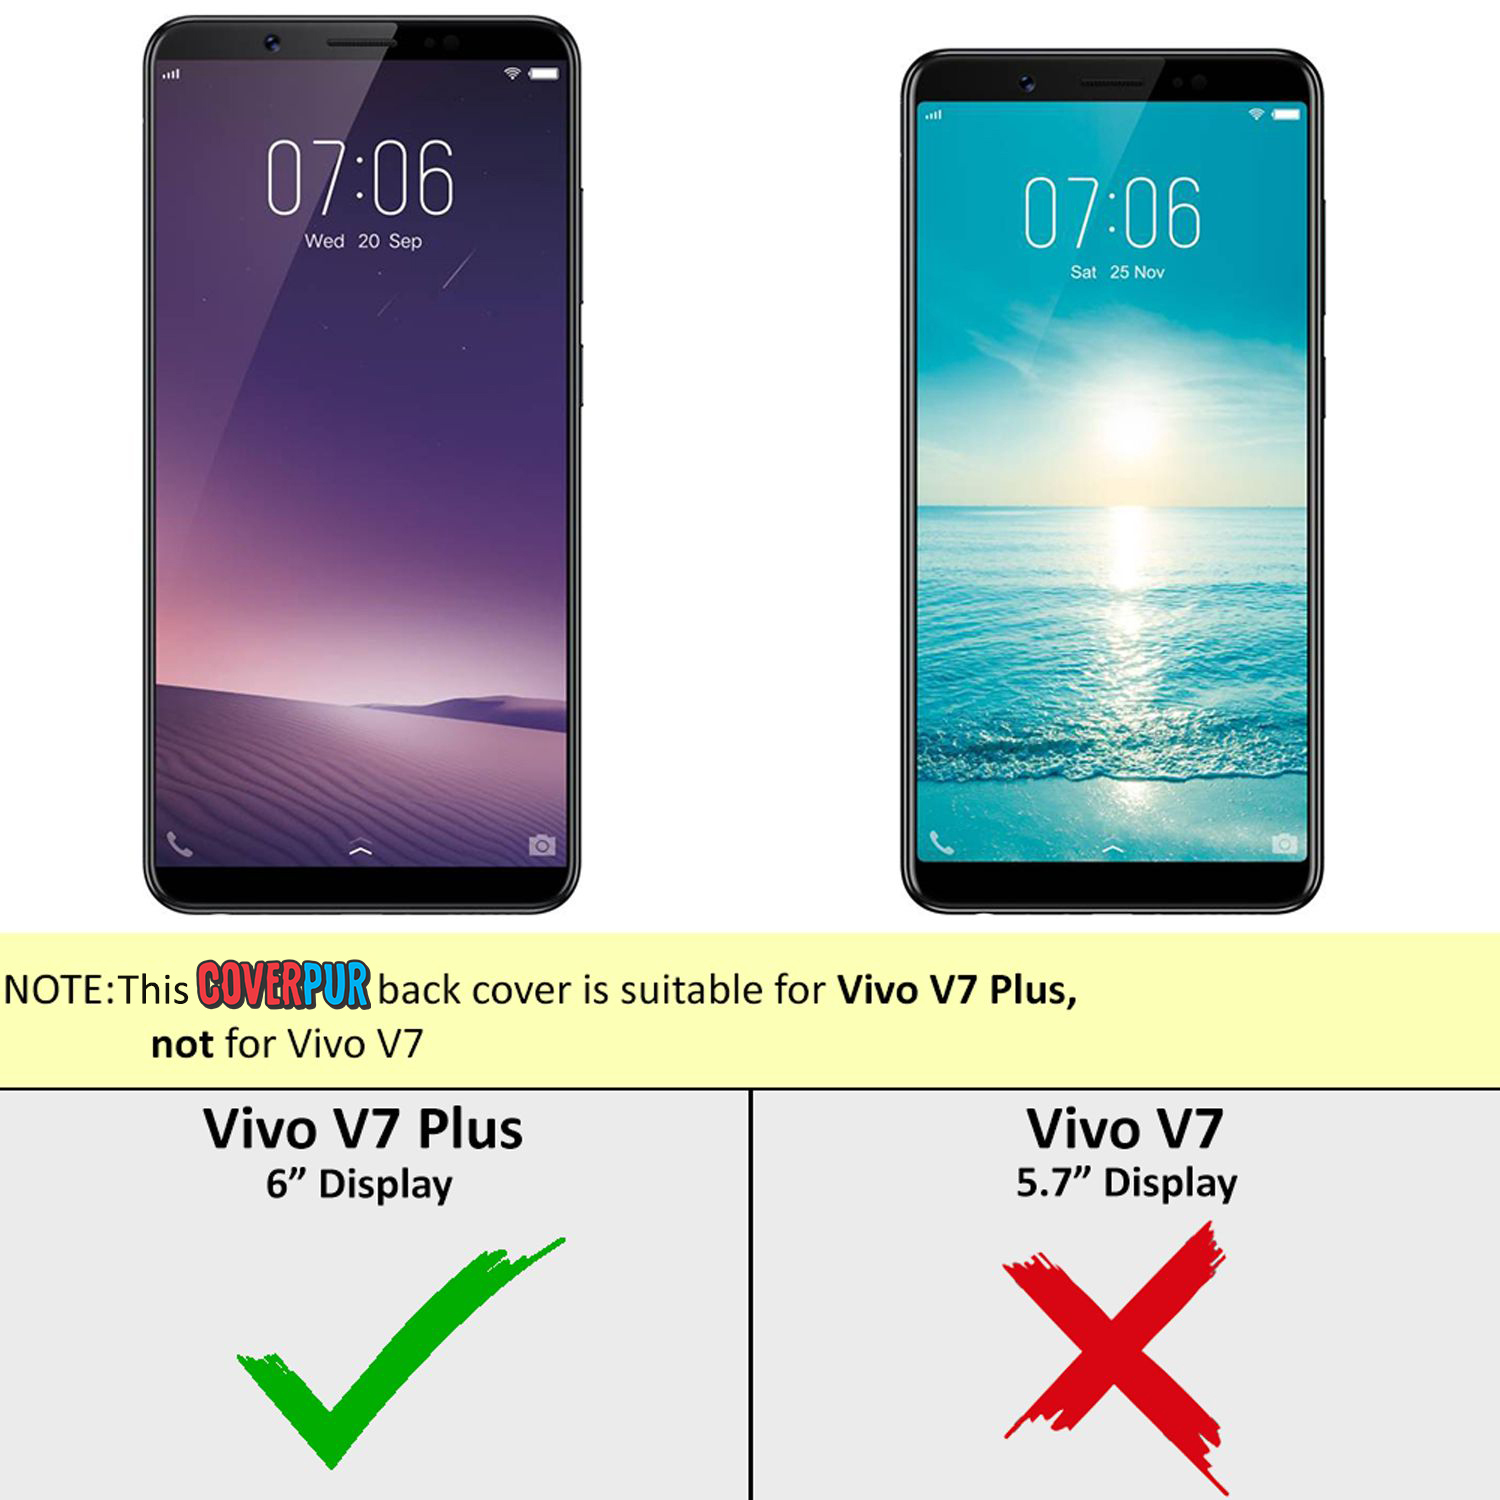 07:06
Wed 20 Sep
07:06
Sat 25 Nov
NOTE:This COVERPUR back cover is suitable for Vivo V7 Plus,
not for Vivo V7
Vivo V7 Plus
6” Display
Vivo V7
5.7” Display